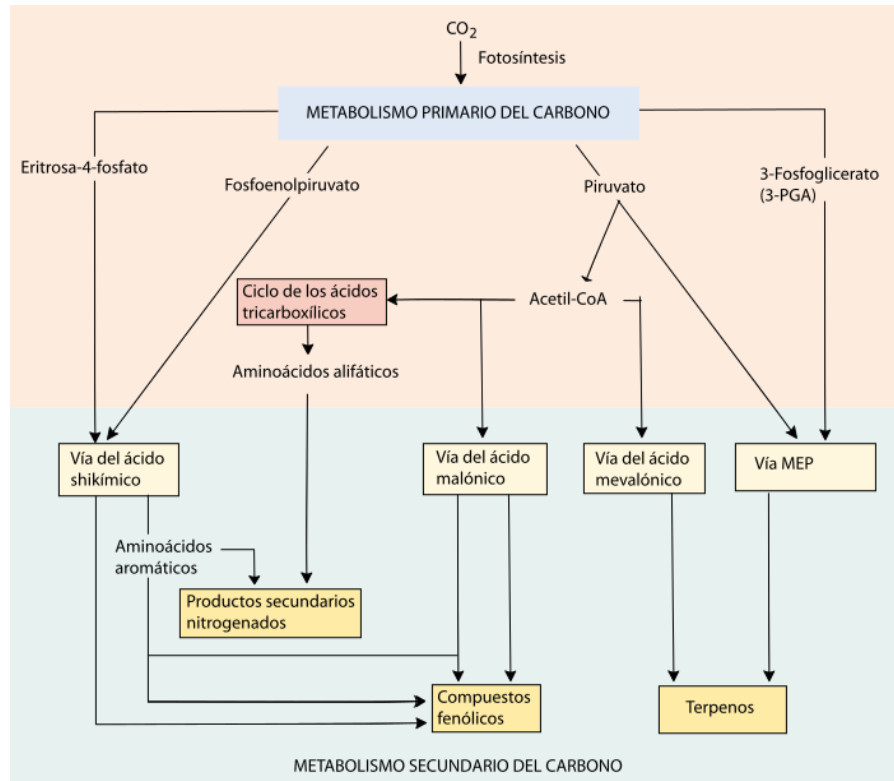 CO₂
Fotosíntesis
METABOLISMO PRIMARIO DEL CARBONO
Eritrosa-4-fosfato
Fosfoenolpiruvato
Piruvato
3-Fosfoglicerato
(3-PGA)
Ciclo de los ácidos
tricarboxílicos
Acetil-CoA
Aminoácidos alifáticos
Vía del ácido
shikímico
Vía del ácido
malónico
Vía del ácido
mevalónico
Vía MEP
Aminoácidos
aromáticos
Productos secundarios
nitrogenados
Compuestos
fenólicos
Terpenos
METABOLISMO SECUNDARIO DEL CARBONO